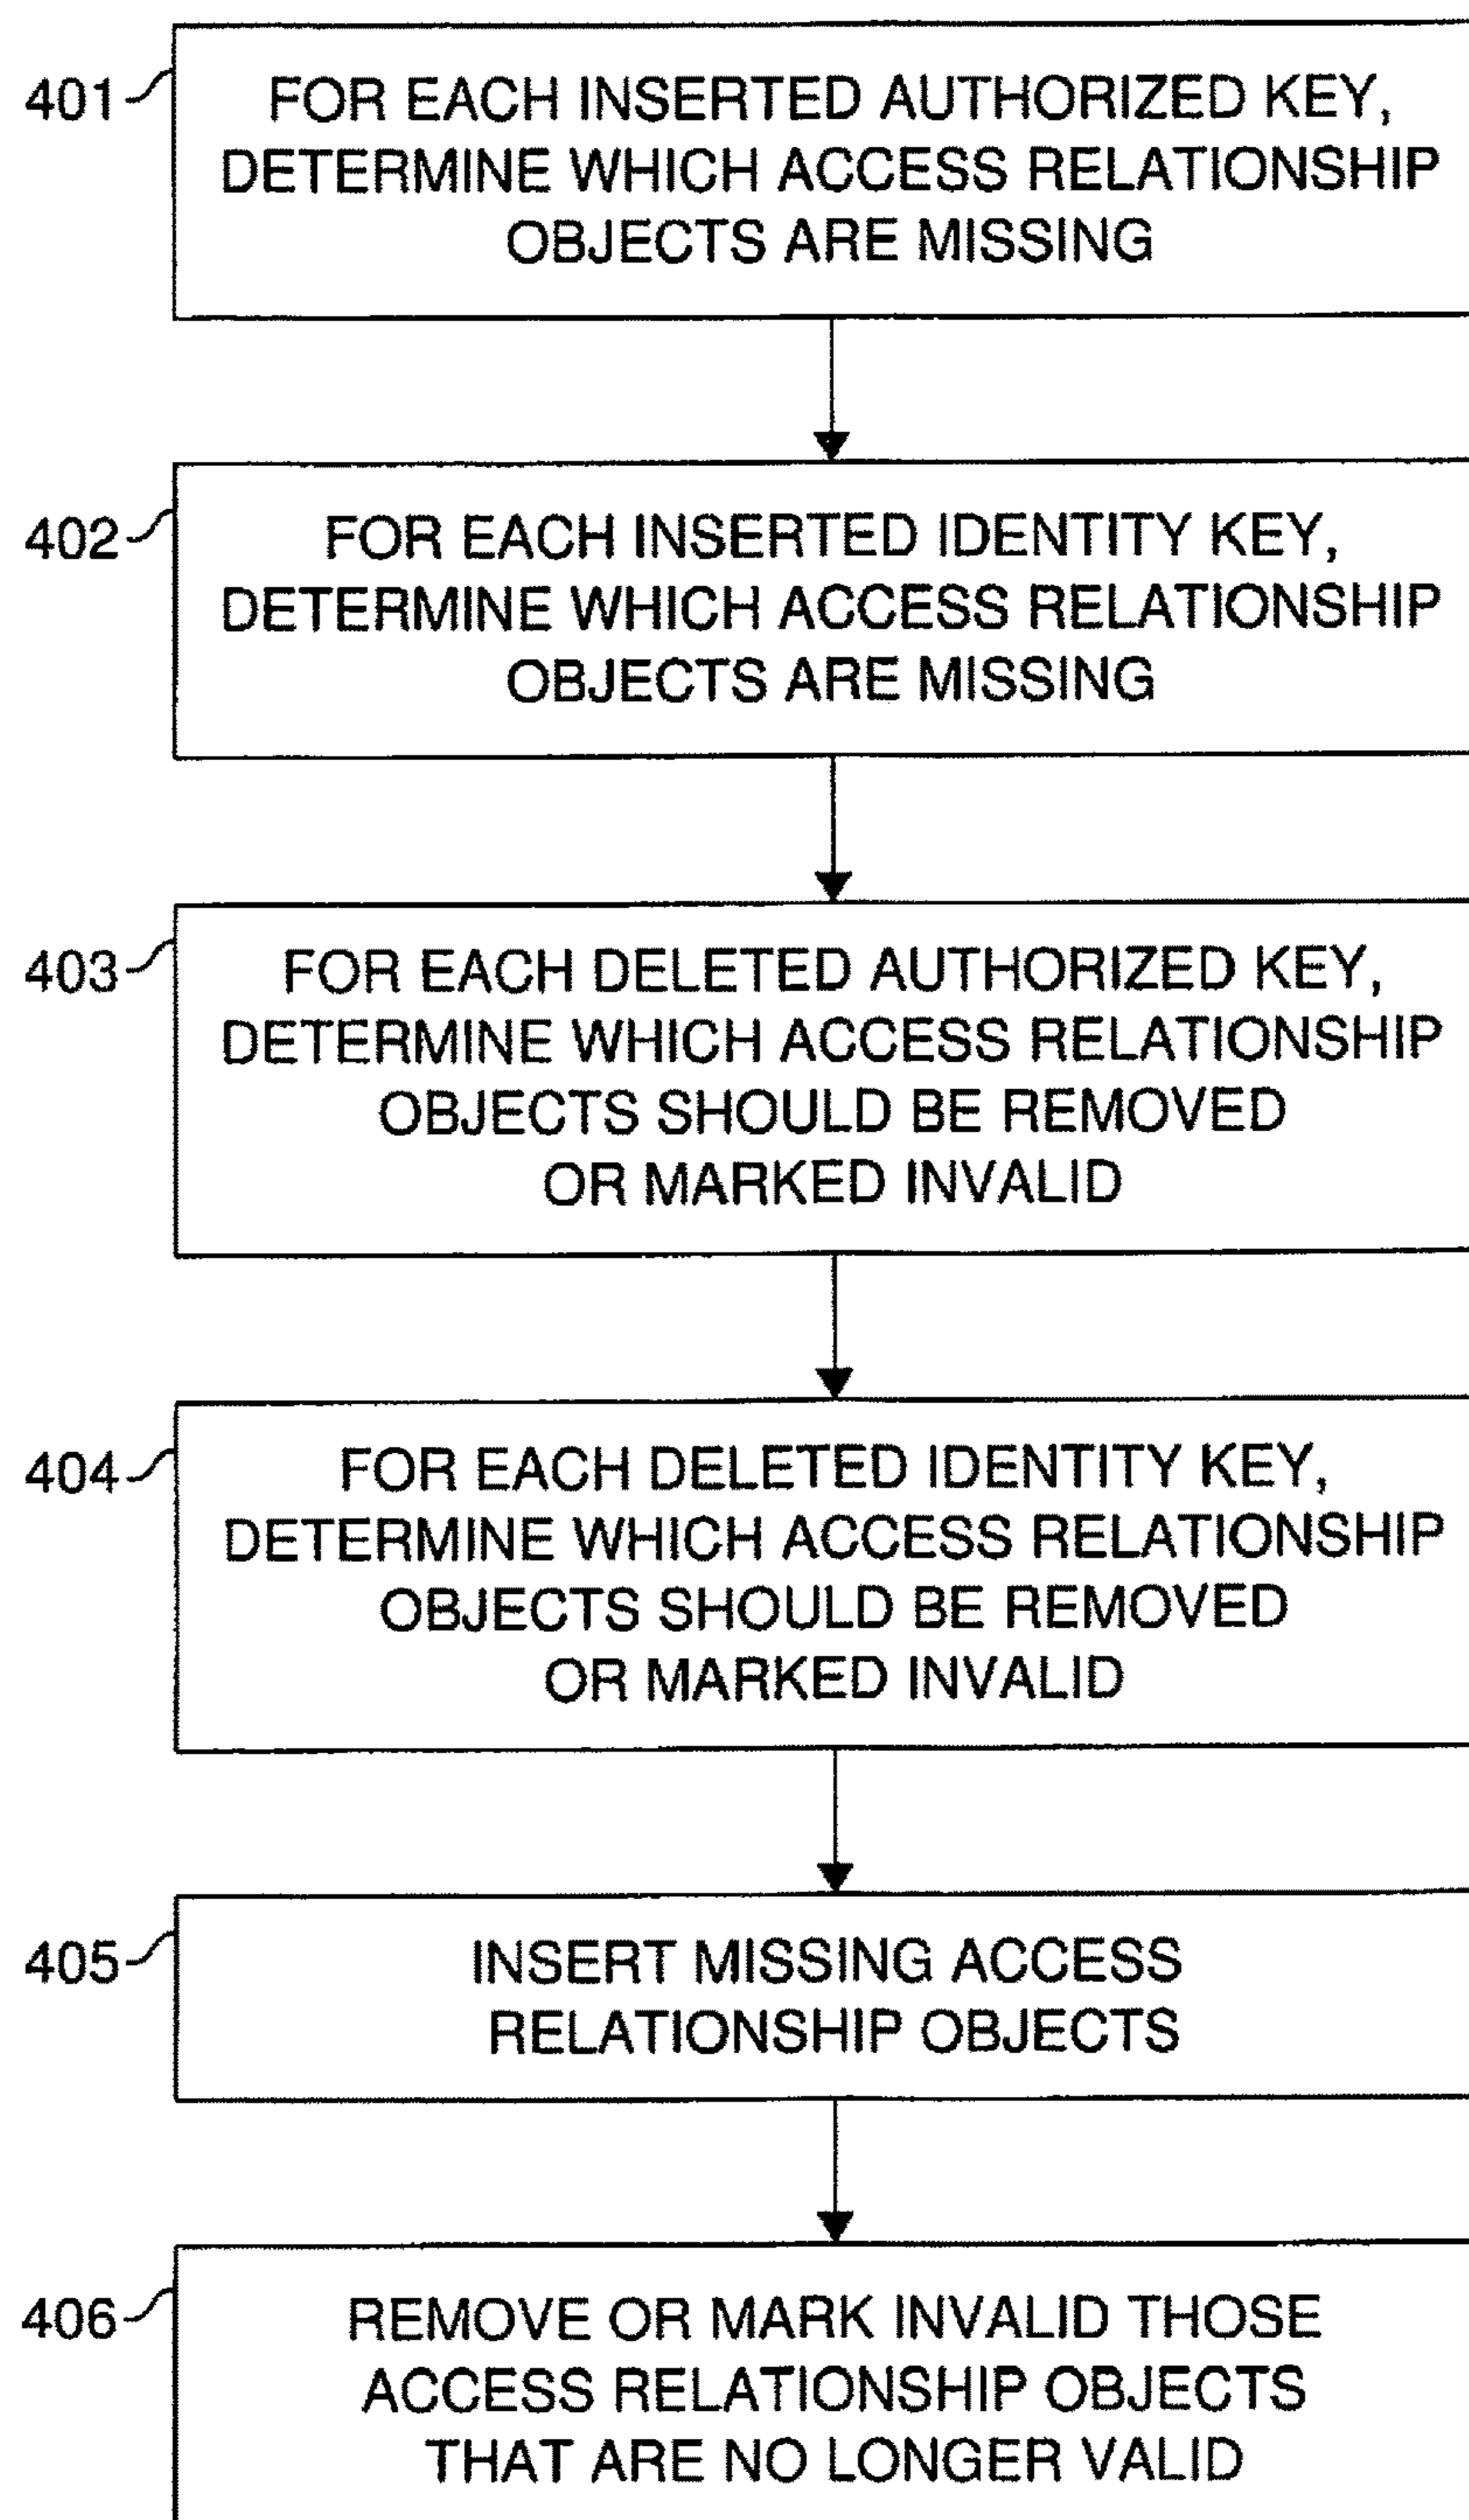 401
FOR EACH INSERTED AUTHORIZED KEY,
DETERMINE WHICH ACCESS RELATIONSHIP
OBJECTS ARE MISSING
402
FOR EACH INSERTED IDENTITY KEY,
DETERMINE WHICH ACCESS RELATIONSHIP
OBJECTS ARE MISSING
403
FOR EACH DELETED AUTHORIZED KEY,
DETERMINE WHICH ACCESS RELATIONSHIP
OBJECTS SHOULD BE REMOVED
OR MARKED INVALID
404
FOR EACH DELETED IDENTITY KEY,
DETERMINE WHICH ACCESS RELATIONSHIP
OBJECTS SHOULD BE REMOVED
OR MARKED INVALID
405
INSERT MISSING ACCESS
RELATIONSHIP OBJECTS
406
REMOVE OR MARK INVALID THOSE
ACCESS RELATIONSHIP OBJECTS
THAT ARE NO LONGER VALID